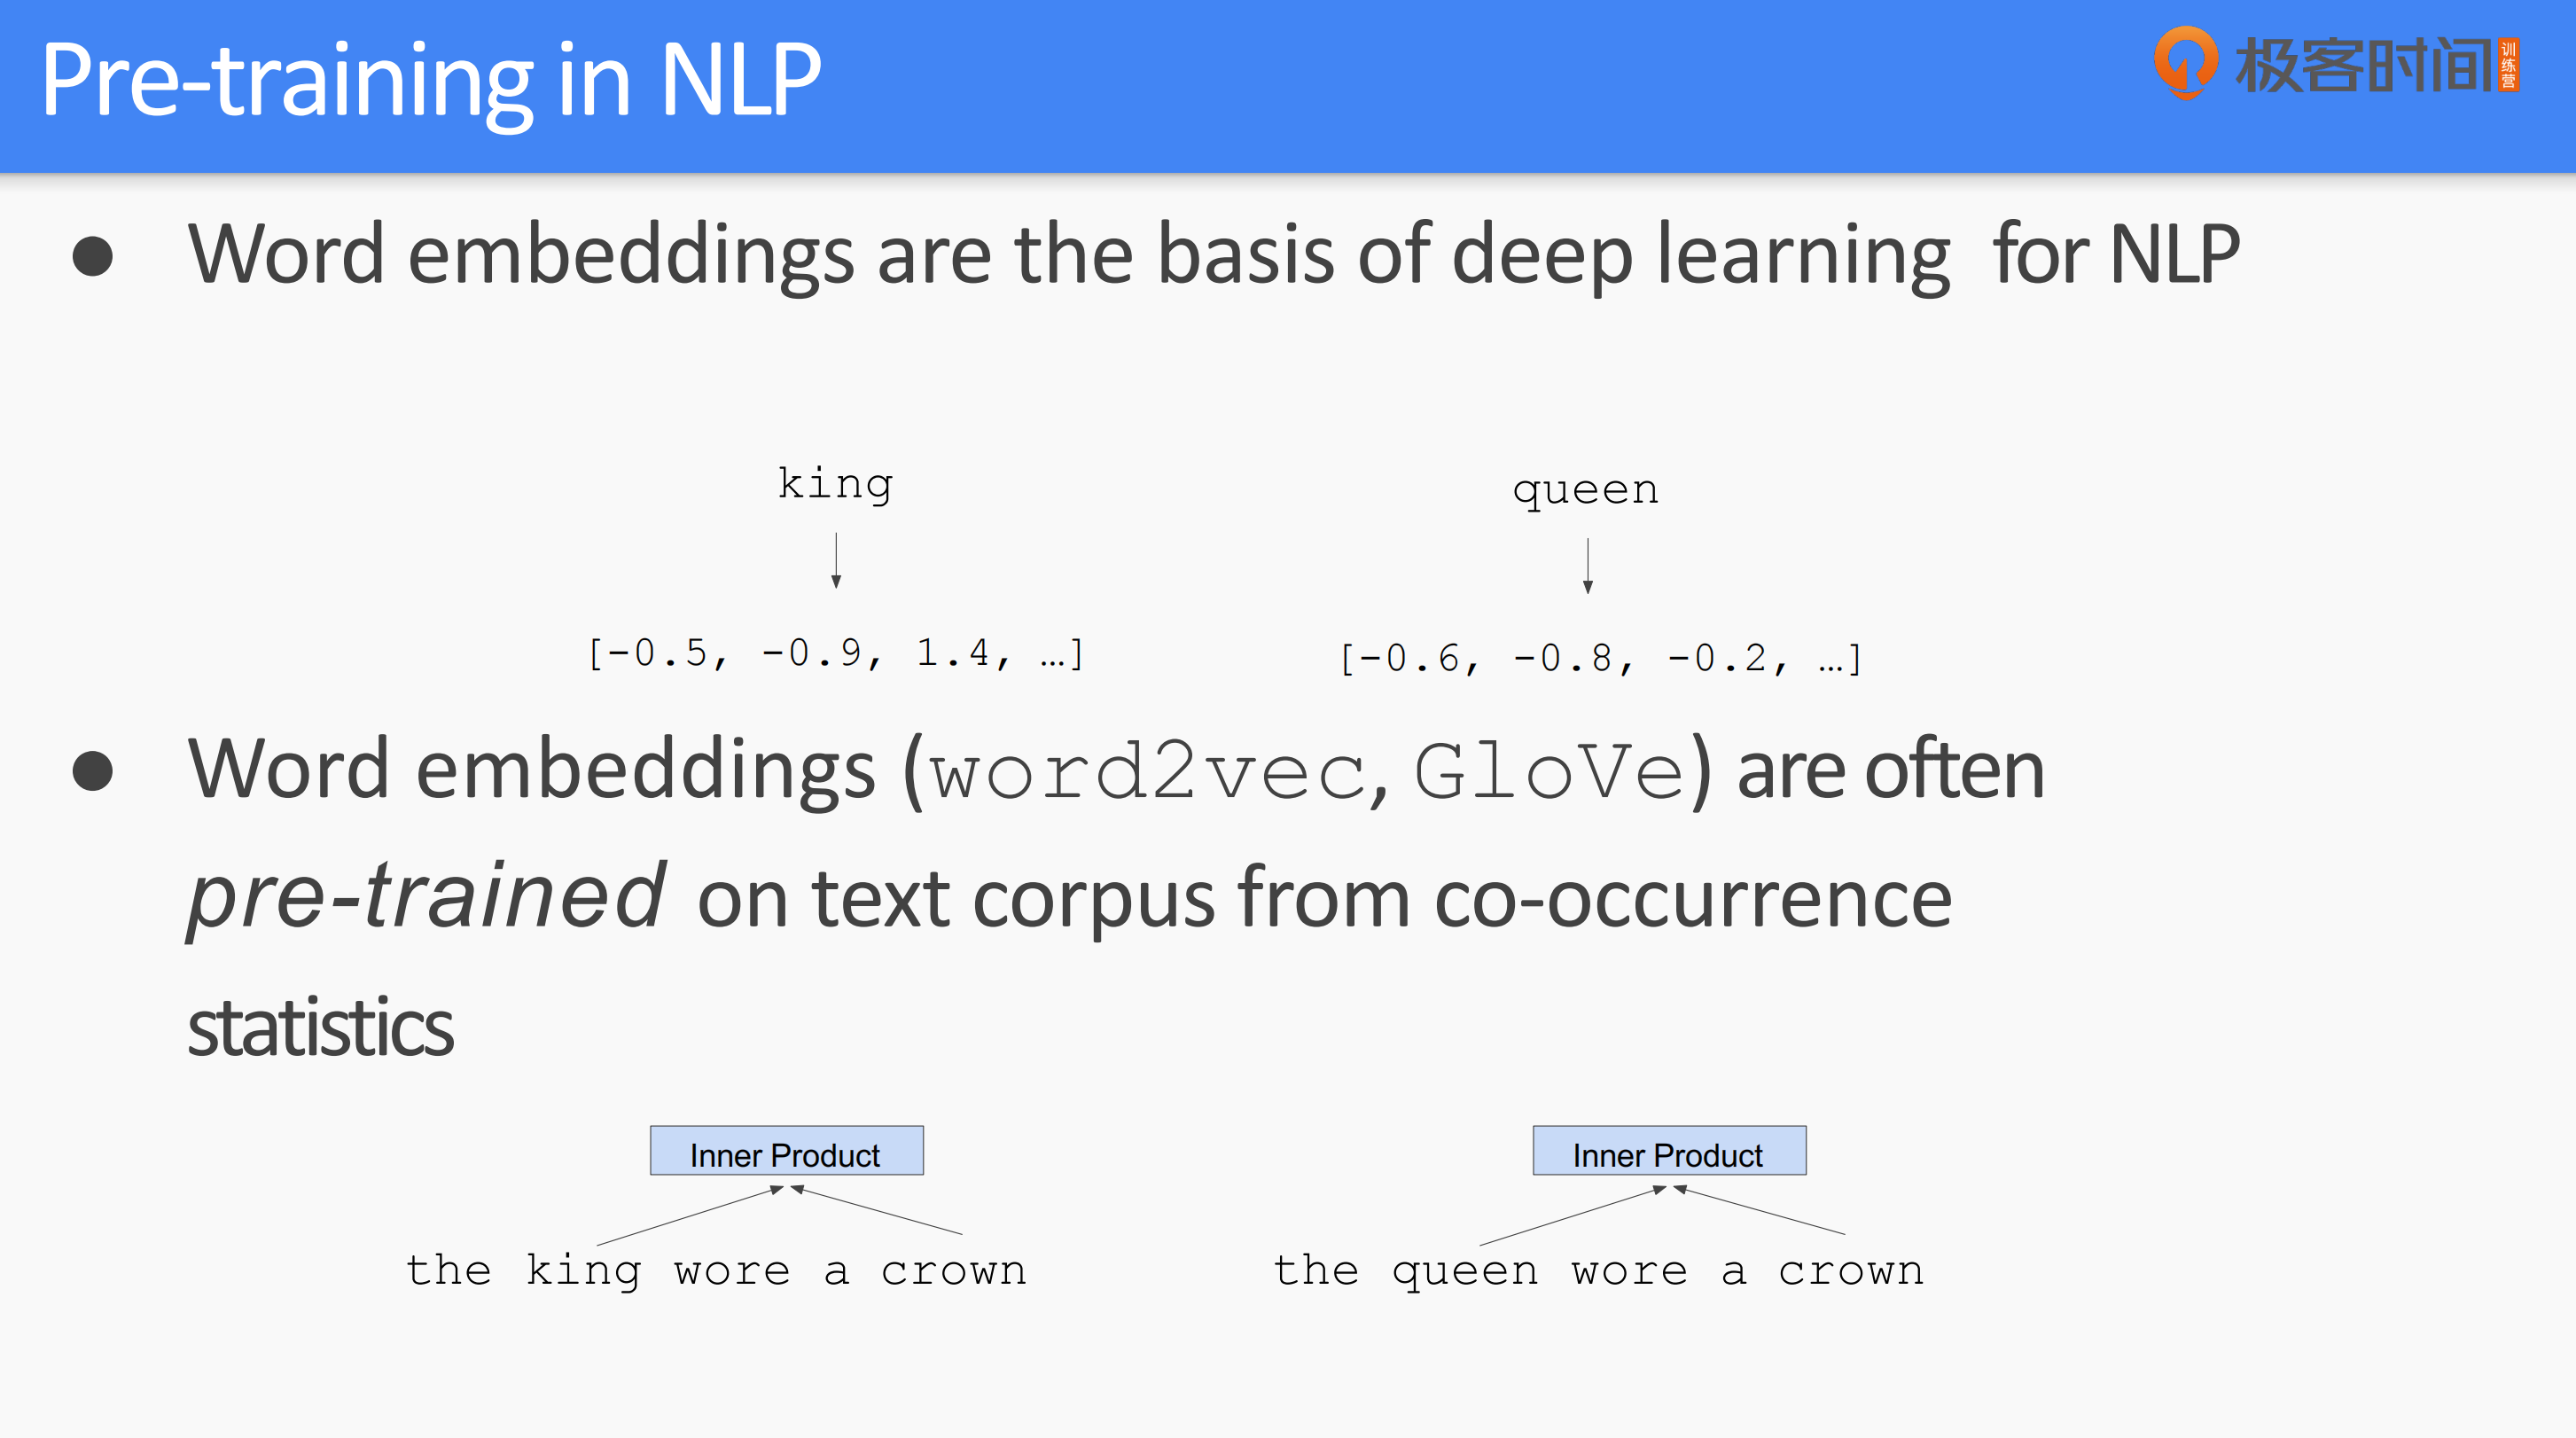 Pre-training in NLP
极客时间
训练营
● Word embeddings are the basis of deep learning for NLP
king
queen
[-0.5, -0.9, 1.4, …]
[-0.6, -0.8, -0.2, …]
● Word embeddings (word2vec, GloVe) are often
pre-trained on text corpus from co-occurrence
statistics
Inner Product
Inner Product
the king wore a crown
the queen wore a crown